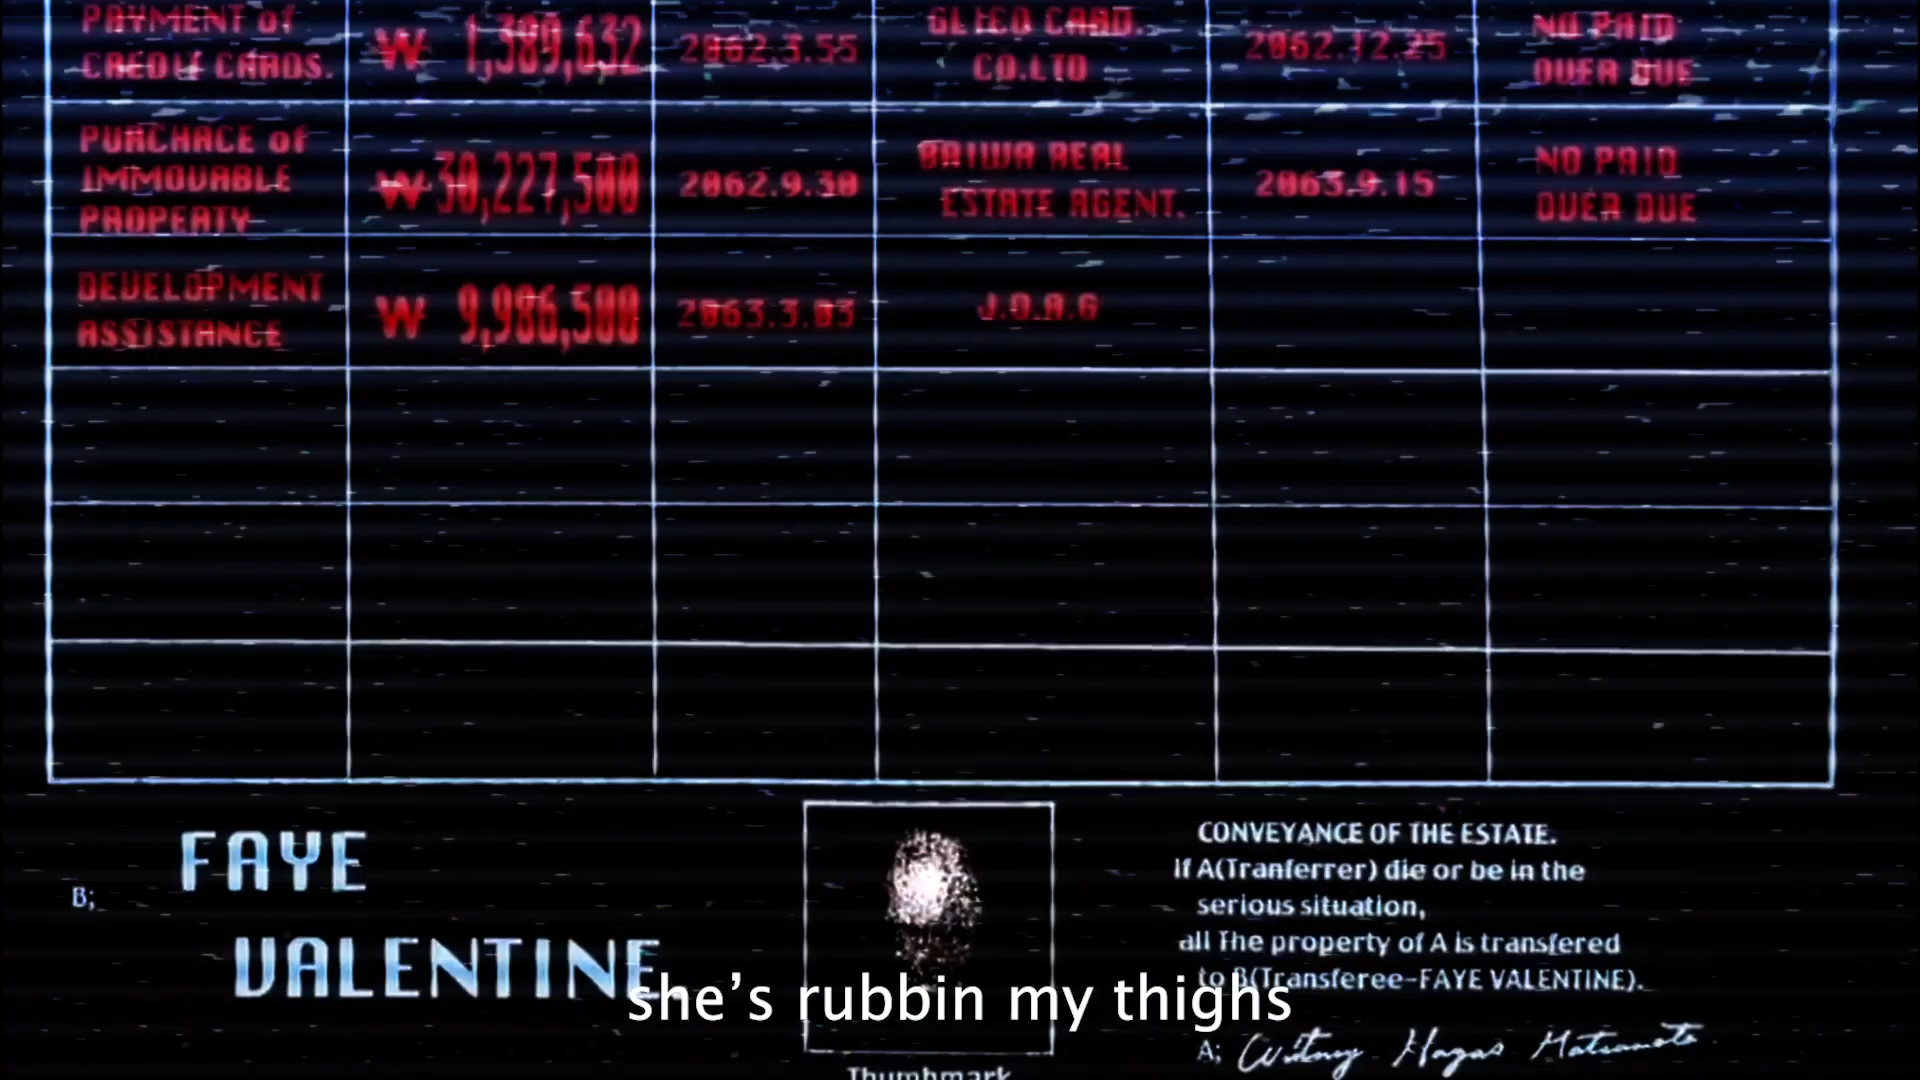 PAYMENT of
CREDIT CARDS.
₩ 1,389,632
2062.3.55
GLICO CARD.
CO.LTD
2062.12.25
NO PAID
OVER DUE
PURCHACE of
IMMOVABLE
PROPERTY
₩30,227,500
2062.9.30
DAIWA REAL
ESTATE AGENT.
2063.9.15
NO PAID
OVER DUE
DEVELOPMENT
ASSISTANCE
₩ 9,986,500
2063.3.03
J.O.A.G
B;
FAYE
VALENTINE.
Thumbmark
CONVEYANCE OF THE ESTATE.
If A(Tranferrer) die or be in the
serious situation,
all The property of A is transfered
to B(Transferee-FAYE VALENTINE).
A; Whitney Hagas Matsumoto
she's rubbin my thighs